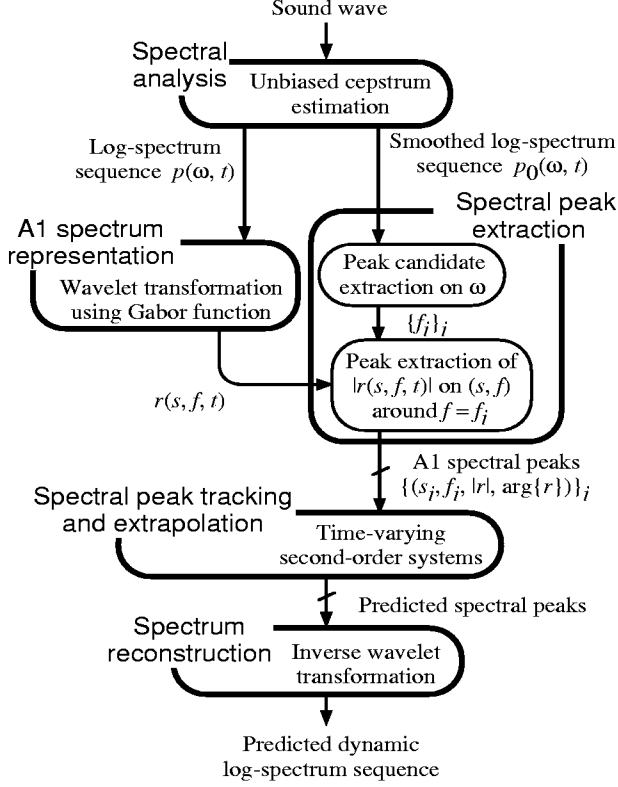 Sound wave
Spectral
analysis
Unbiased cepstrum
estimation
Log-spectrum
sequence p(ω, t)
Smoothed log-spectrum
sequence p₀(ω, t)
A1 spectrum
representation
Wavelet transformation
using Gabor function
Spectral peak
extraction
Peak candidate
extraction on ω
{fᵢ}ᵢ
r(s, f, t)
Peak extraction of
|r(s, f, t)| on (s, f)
around f = fᵢ
A1 spectral peaks
{(sᵢ, fᵢ, |r|, arg{r})}ᵢ
Spectral peak tracking
and extrapolation
Time-varying
second-order systems
Predicted spectral peaks
Spectrum
reconstruction
Inverse wavelet
transformation
Predicted dynamic
log-spectrum sequence